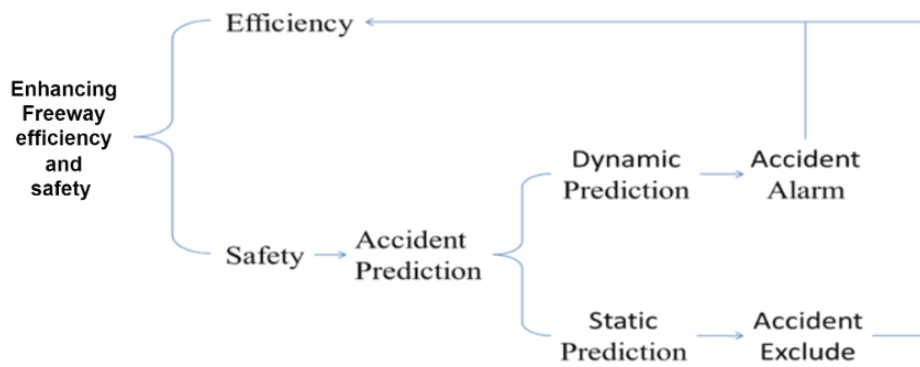 Enhancing
Freeway
efficiency
and
safety
Efficiency
Safety
Accident
Prediction
Dynamic
Prediction
Accident
Alarm
Static
Prediction
Accident
Exclude